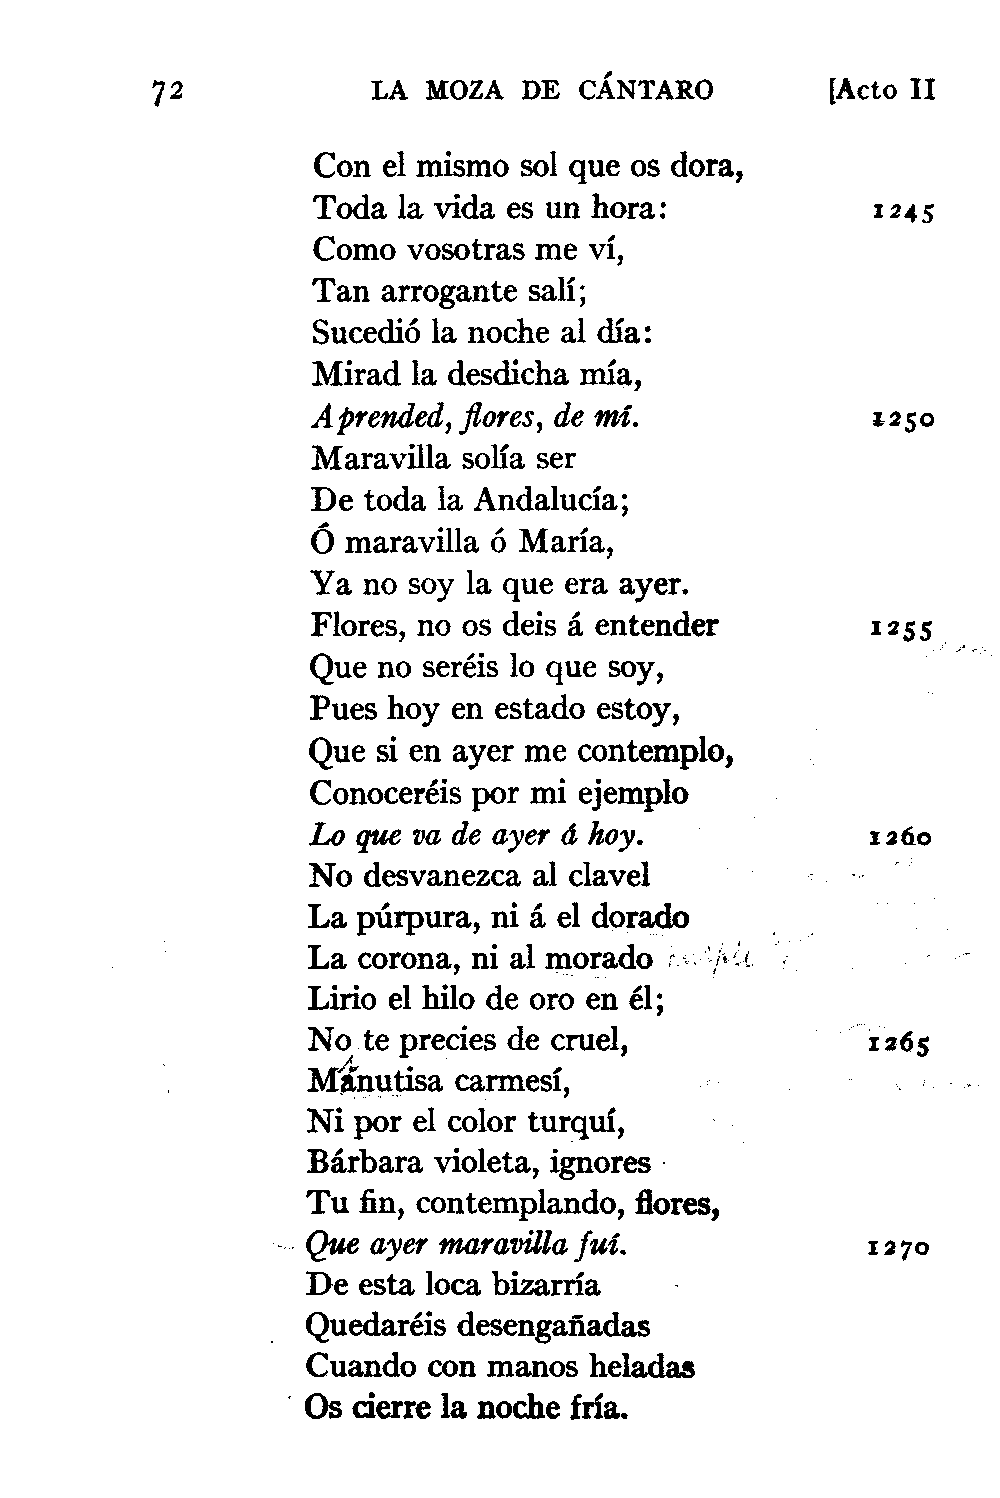 72 LA MOZA DE CÁNTARO [Acto II
Con el mismo sol que os dora,
Toda la vida es un hora: 1245
Como vosotras me ví,
Tan arrogante salí;
Sucedió la noche al día:
Mirad la desdicha mía,
Aprended, flores, de mí. 1250
Maravilla solía ser
De toda la Andalucía;
Ó maravilla ó María,
Ya no soy la que era ayer.
Flores, no os deis á entender 1255
Que no seréis lo que soy,
Pues hoy en estado estoy,
Que si en ayer me contemplo,
Conoceréis por mi ejemplo
Lo que va de ayer á hoy. 1260
No desvanezca al clavel
La púrpura, ni á el dorado
La corona, ni al morado
Lirio el hilo de oro en él;
No te precies de cruel, 1265
Manutisa carmesí,
Ni por el color turquí,
Bárbara violeta, ignores
Tu fin, contemplando, flores,
Que ayer maravilla fuí. 1270
De esta loca bizarría
Quedaréis desengañadas
Cuando con manos heladas
Os cierre la noche fría.